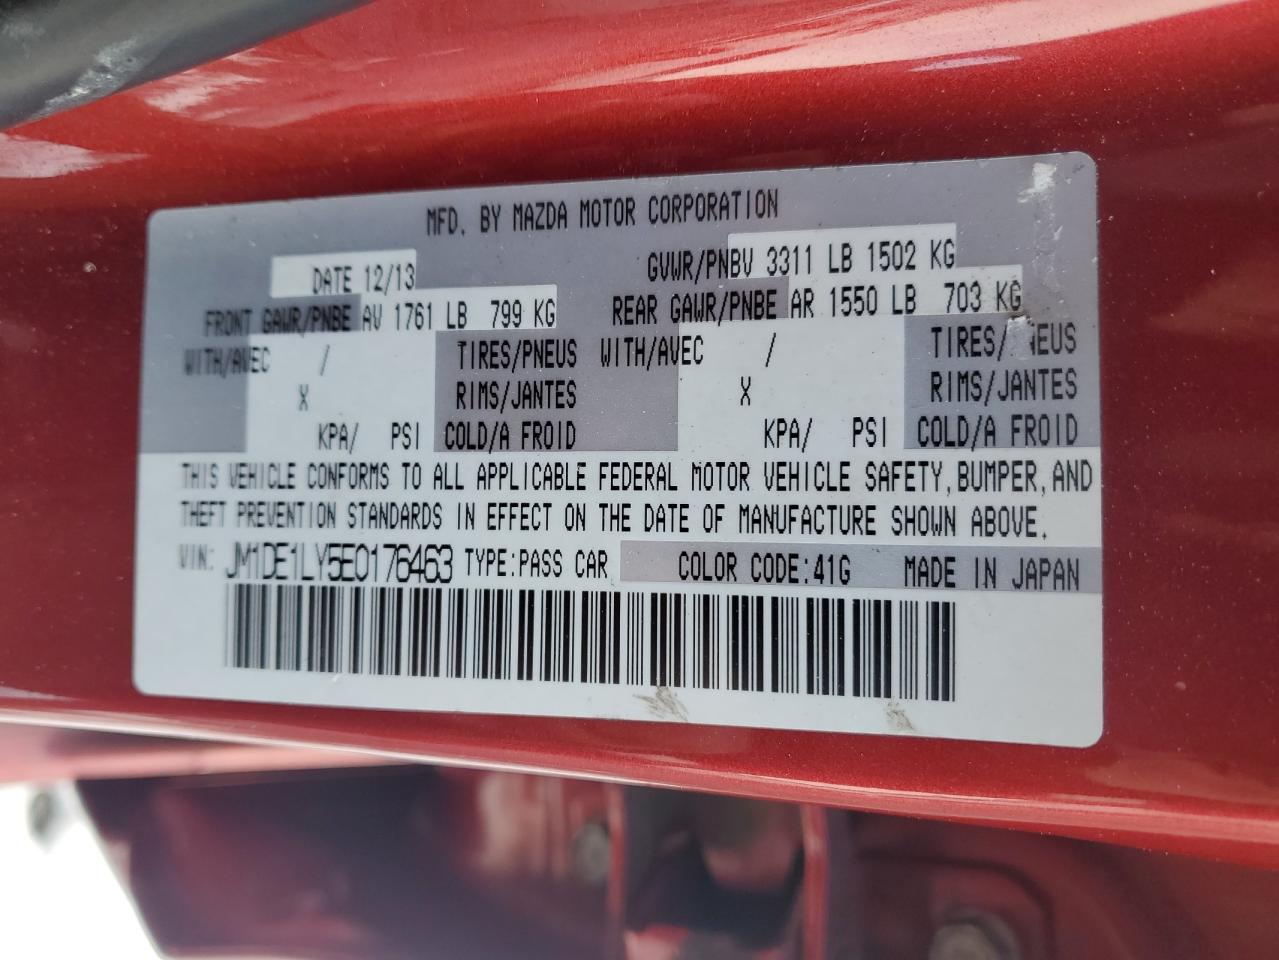 MFD. BY MAZDA MOTOR CORPORATION
DATE 12/13 GVWR/PNBV 3311 LB 1502 KG
FRONT GAWR/PNBE AV 1761 LB 799 KG REAR GAWR/PNBE AR 1550 LB 703 KG
WITH/AVEC / TIRES/PNEUS WITH/AVEC / TIRES/ NEUS
X RIMS/JANTES X RIMS/JANTES
KPA/ PSI COLD/A FROID KPA/ PSI COLD/A FROID
THIS VEHICLE CONFORMS TO ALL APPLICABLE FEDERAL MOTOR VEHICLE SAFETY, BUMPER, AND
THEFT PREVENTION STANDARDS IN EFFECT ON THE DATE OF MANUFACTURE SHOWN ABOVE.
VIN: JM1DE1LY5E0176463 TYPE: PASS CAR COLOR CODE: 41G MADE IN JAPAN